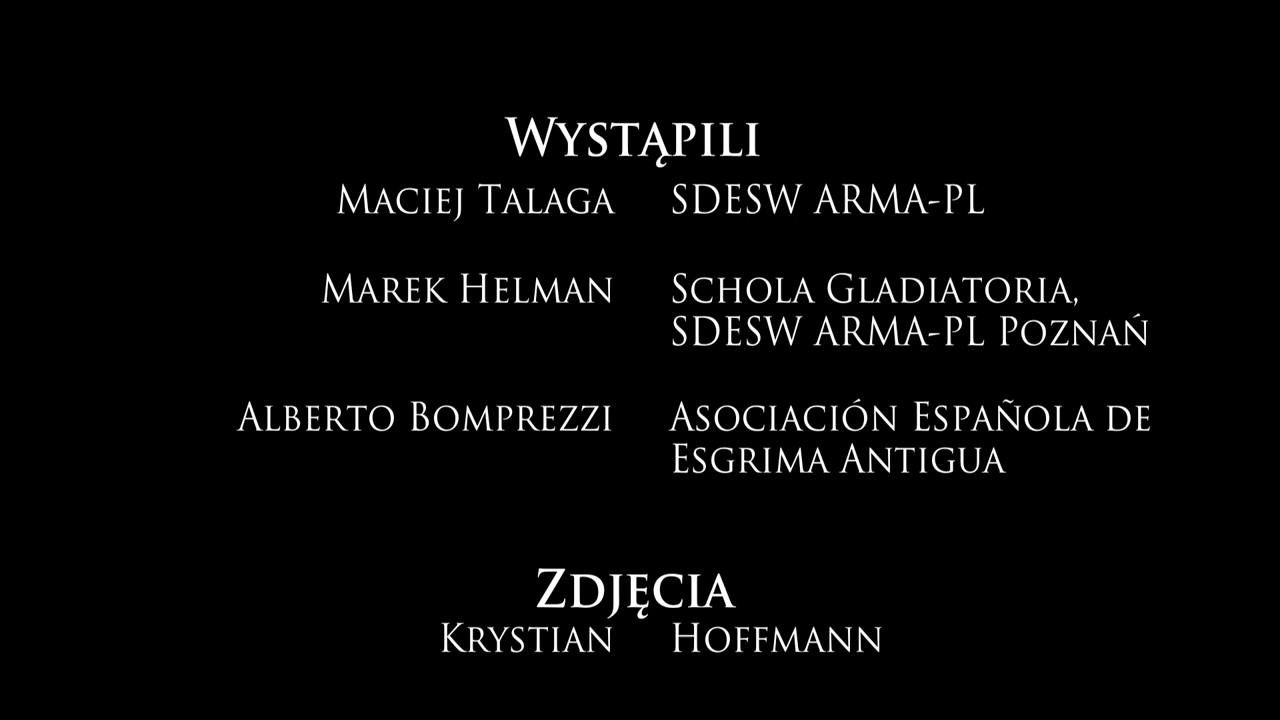 Wystąpili
Maciej Talaga SDESW ARMA-PL
Marek Helman Schola Gladiatoria,
SDESW ARMA-PL Poznań
Alberto Bomprezzi Asociación Española de
Esgrima Antigua
Zdjęcia
Krystian Hoffmann